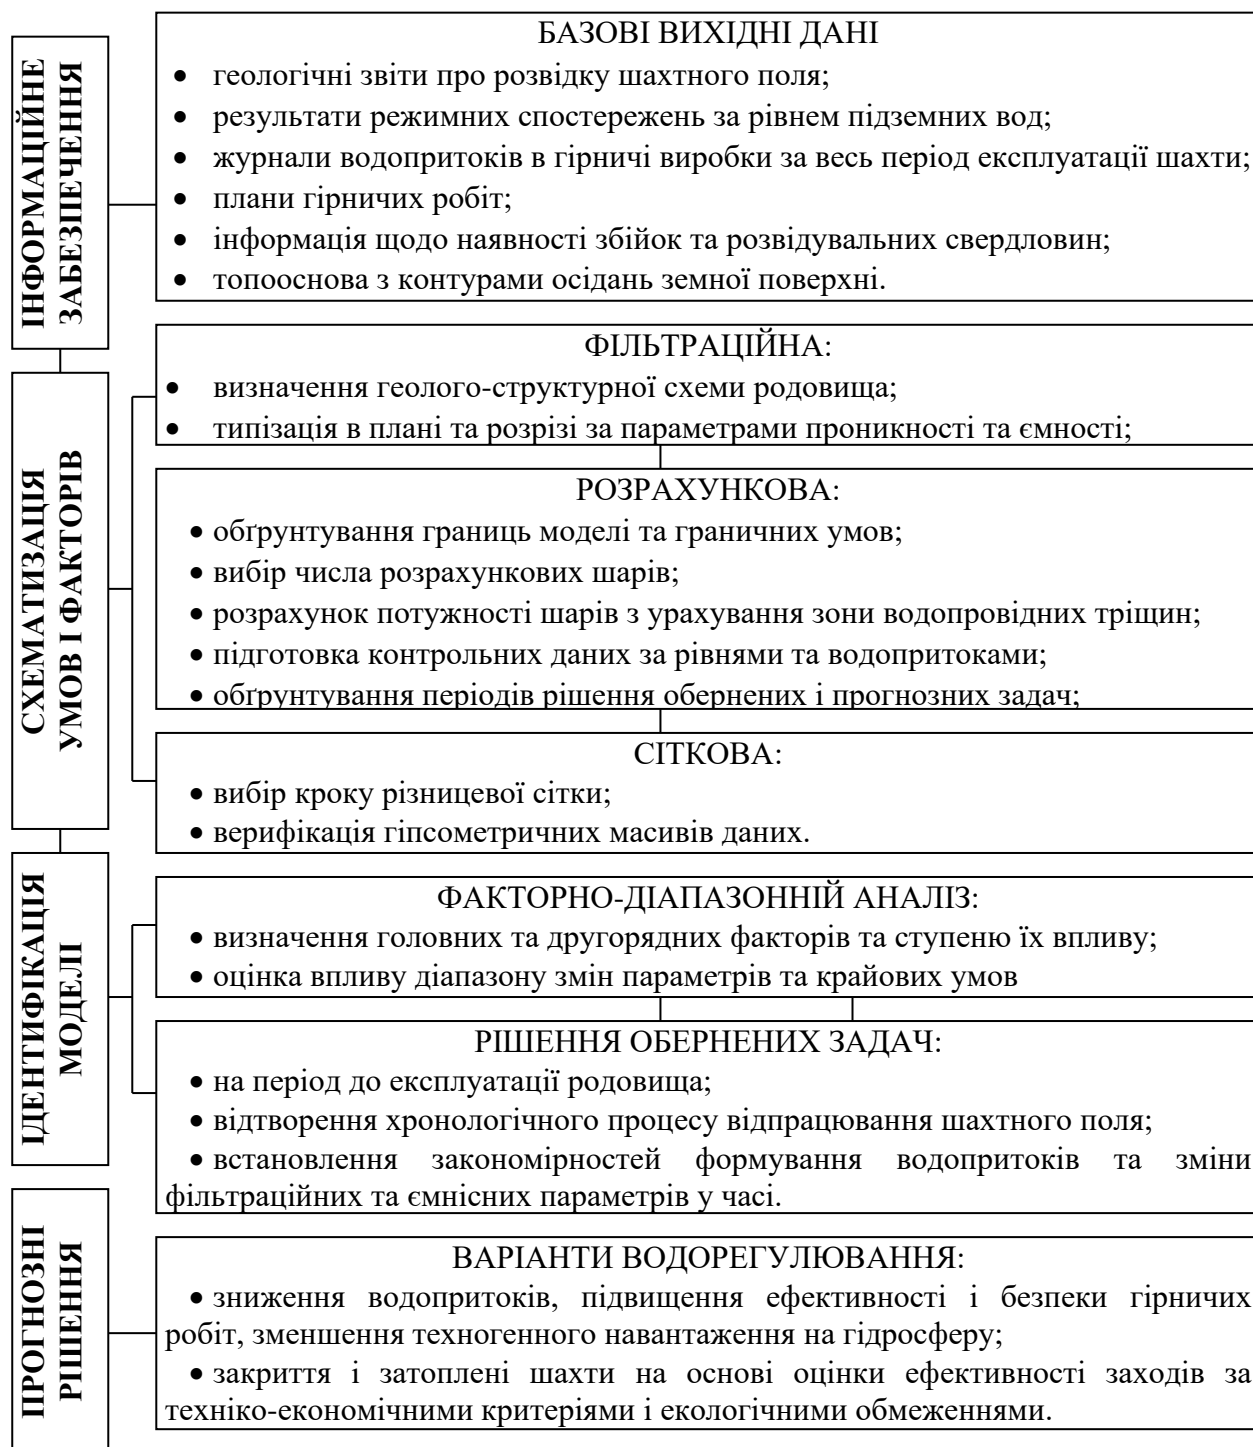 ІНФОРМАЦІЙНЕ
ЗАБЕЗПЕЧЕННЯ
БАЗОВІ ВИХІДНІ ДАНІ
• геологічні звіти про розвідку шахтного поля;
• результати режимних спостережень за рівнем підземних вод;
• журнали водопритоків в гірничі виробки за весь період експлуатації шахти;
• плани гірничих робіт;
• інформація щодо наявності збійок та розвідувальних свердловин;
• топооснова з контурами осідань земної поверхні.
СХЕМАТИЗАЦІЯ
УМОВ І ФАКТОРІВ
ФІЛЬТРАЦІЙНА:
• визначення геолого-структурної схеми родовища;
• типізація в плані та розрізі за параметрами проникності та ємності;
РОЗРАХУНКОВА:
• обґрунтування границь моделі та граничних умов;
• вибір числа розрахункових шарів;
• розрахунок потужності шарів з урахування зони водопровідних тріщин;
• підготовка контрольних даних за рівнями та водопритоками;
• обґрунтування періодів рішення обернених і прогнозних задач;
СІТКОВА:
• вибір кроку різницевої сітки;
• верифікація гіпсометричних масивів даних.
ІДЕНТИФІКАЦІЯ
МОДЕЛІ
ФАКТОРНО-ДІАПАЗОННІЙ АНАЛІЗ:
• визначення головних та другорядних факторів та ступеню їх впливу;
• оцінка впливу діапазону змін параметрів та крайових умов
РІШЕННЯ ОБЕРНЕНИХ ЗАДАЧ:
• на період до експлуатації родовища;
• відтворення хронологічного процесу відпрацювання шахтного поля;
• встановлення закономірностей формування водопритоків та зміни
фільтраційних та ємнісних параметрів у часі.
ПРОГНОЗНІ
РІШЕННЯ
ВАРІАНТИ ВОДОРЕГУЛЮВАННЯ:
• зниження водопритоків, підвищення ефективності і безпеки гірничих
робіт, зменшення техногенного навантаження на гідросферу;
• закриття і затоплені шахти на основі оцінки ефективності заходів за
техніко-економічними критеріями і екологічними обмеженнями.